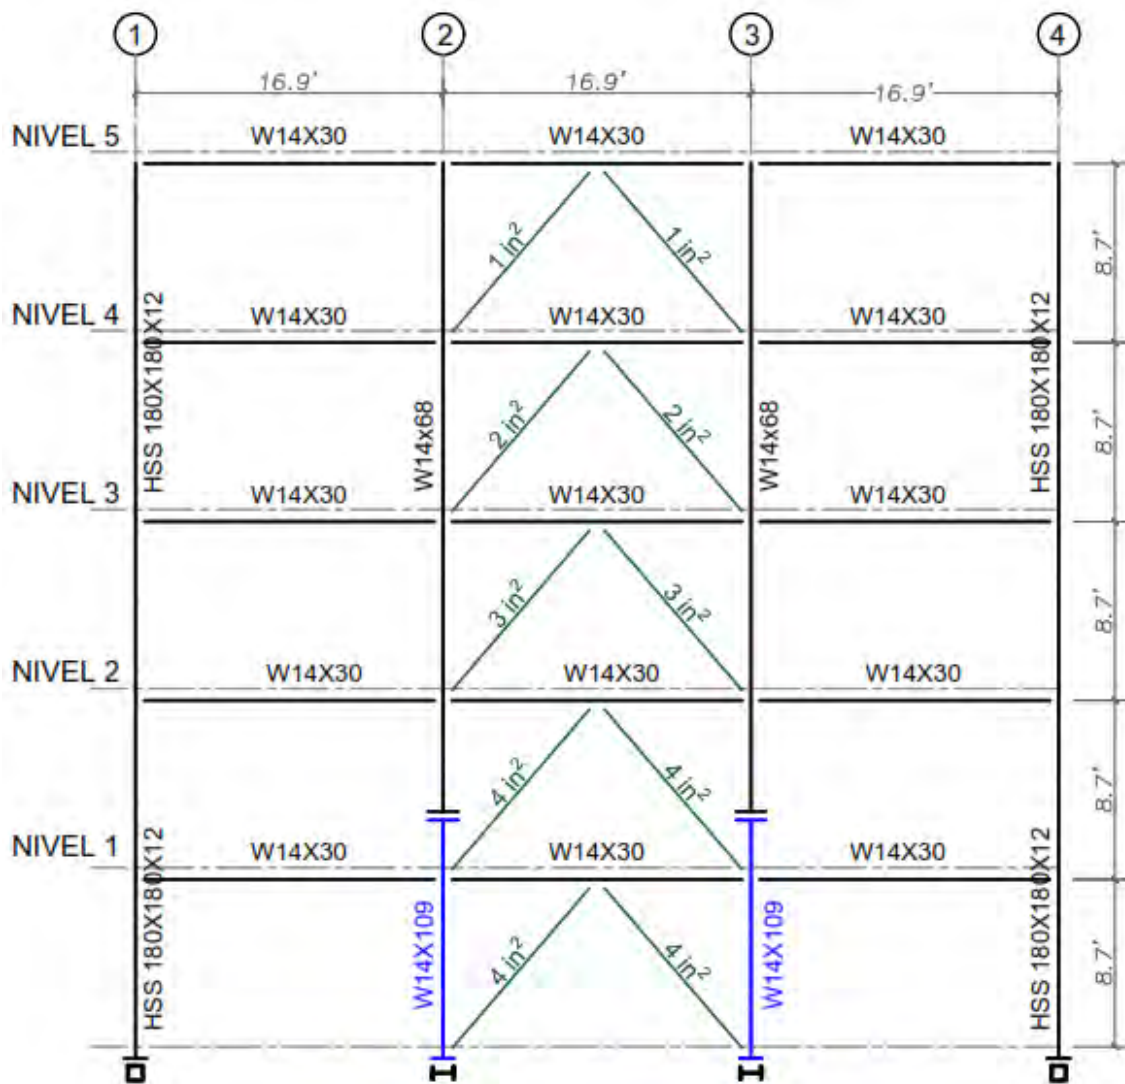 1 2 3 4
16.9' 16.9' 16.9'
NIVEL 5 W14X30 W14X30 W14X30
1 in² 1 in² 8.7'
NIVEL 4 W14X30 W14X30 W14X30
HSS 180X180X12 W14x68 2 in² 2 in² W14x68 HSS 180X180X12 8.7'
NIVEL 3 W14X30 W14X30 W14X30
3 in² 3 in² 8.7'
NIVEL 2 W14X30 W14X30 W14X30
4 in² 4 in² 8.7'
NIVEL 1 W14X30 W14X30 W14X30
HSS 180X180X12 W14X109 4 in² 4 in² W14X109 HSS 180X180X12 8.7'